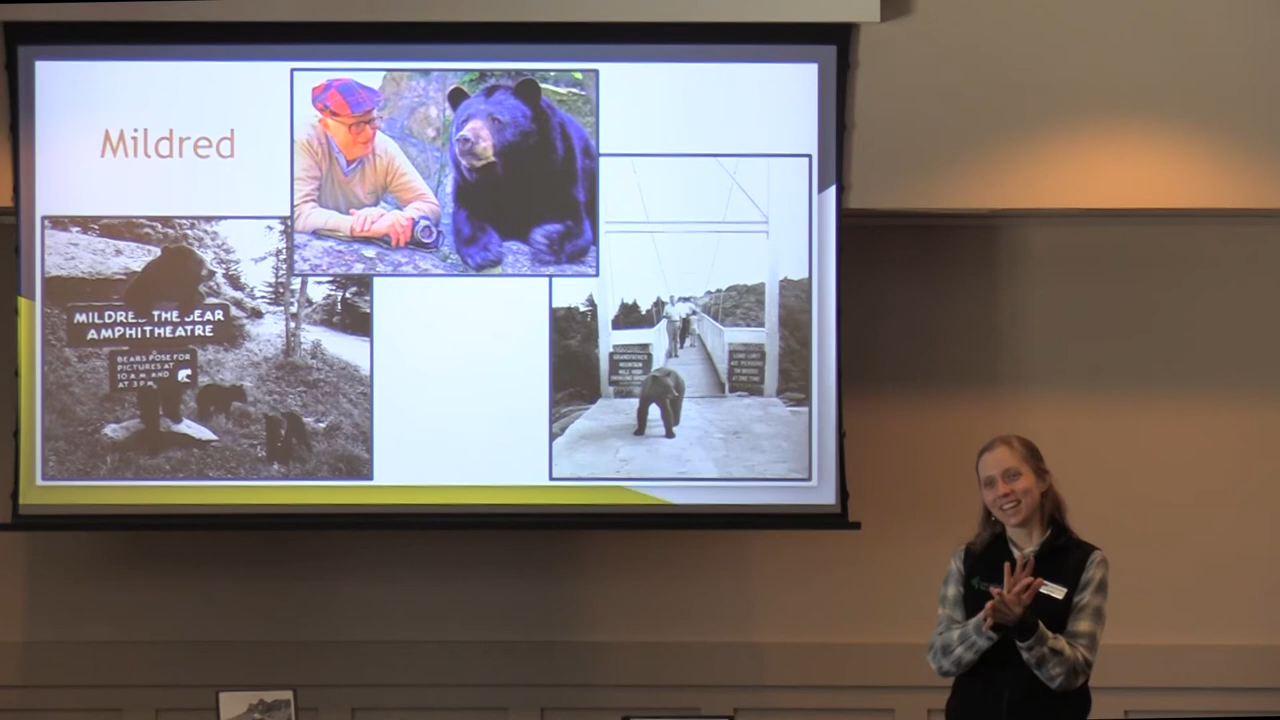 Mildred
MILDRED THE BEAR
AMPHITHEATRE
BEARS POSE FOR
PICTURES AT
10 A.M. AND
AT 3 P.M.
GRANDFATHER
MOUNTAIN
MILE HIGH
SWINGING BRIDGE
LOAD LIMIT
40 PERSONS
ON BRIDGE
AT ONE TIME